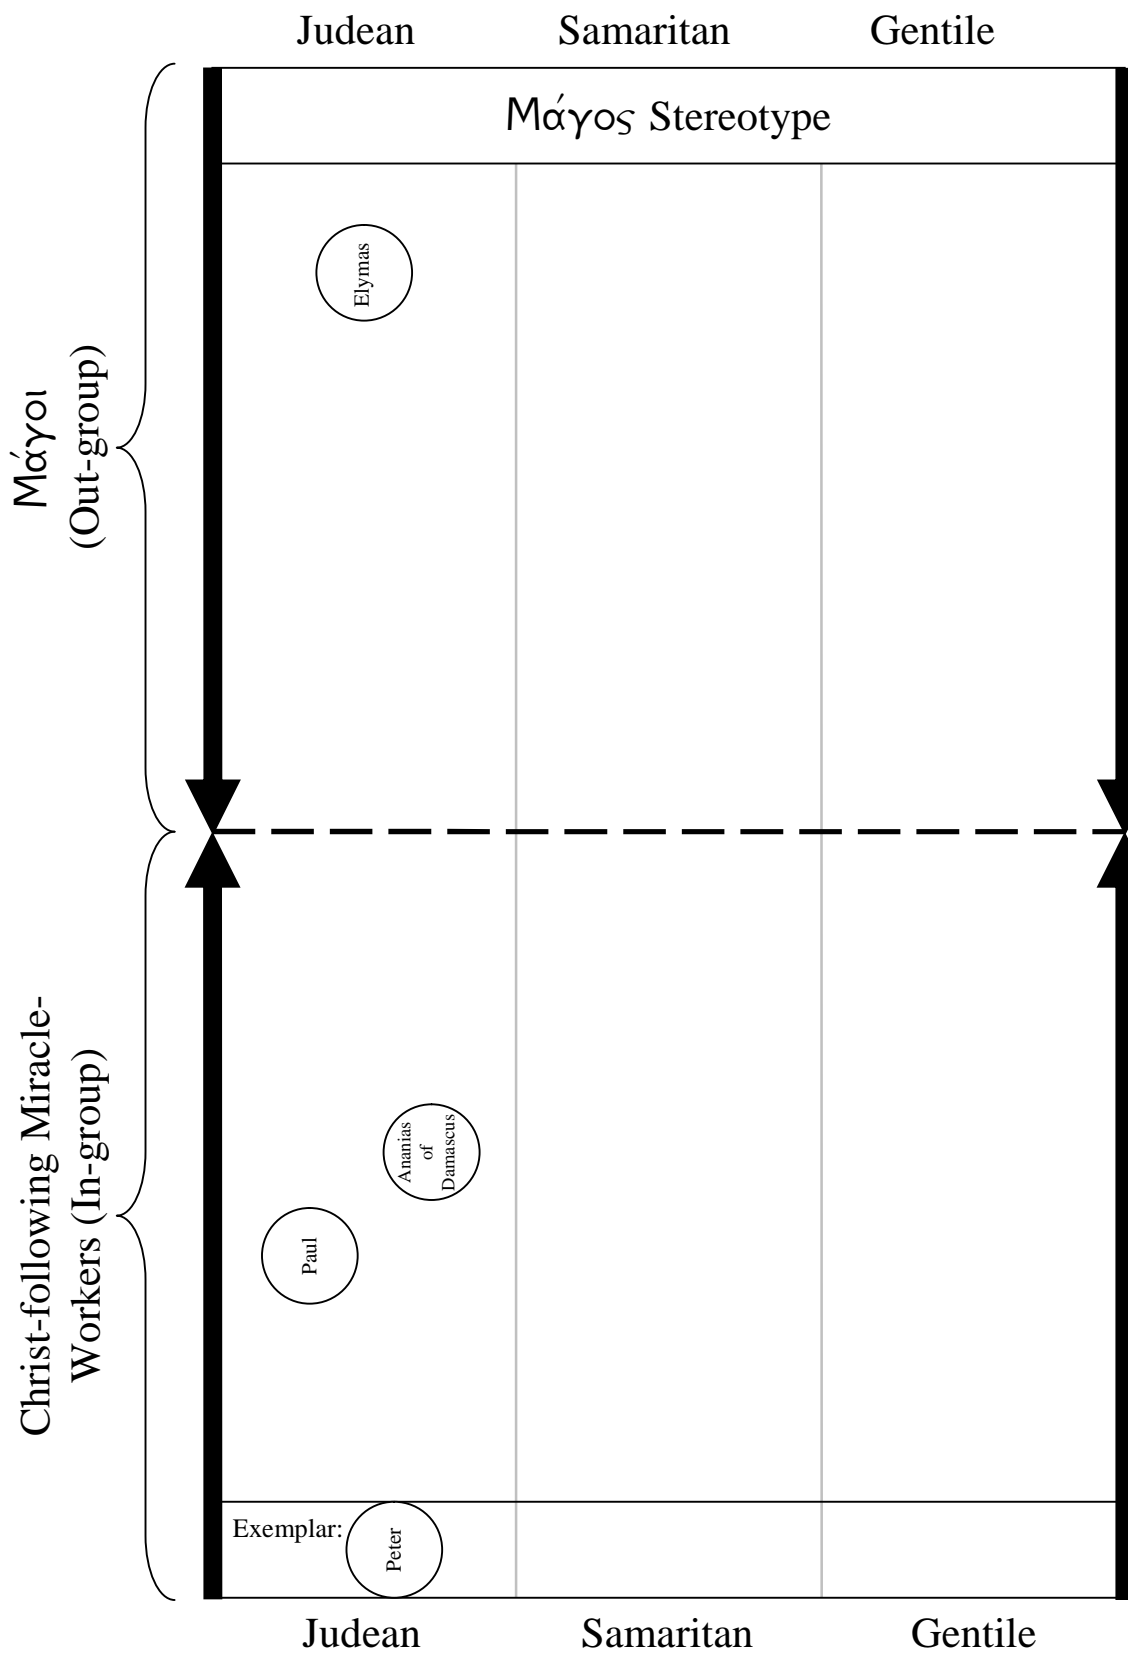 Judean Samaritan Gentile
Μάγος Stereotype
Elymas
Μάγοι
(Out-group)
Christ-following Miracle-
Workers (In-group)
Ananias
of
Damascus
Paul
Exemplar:
Peter
Judean Samaritan Gentile